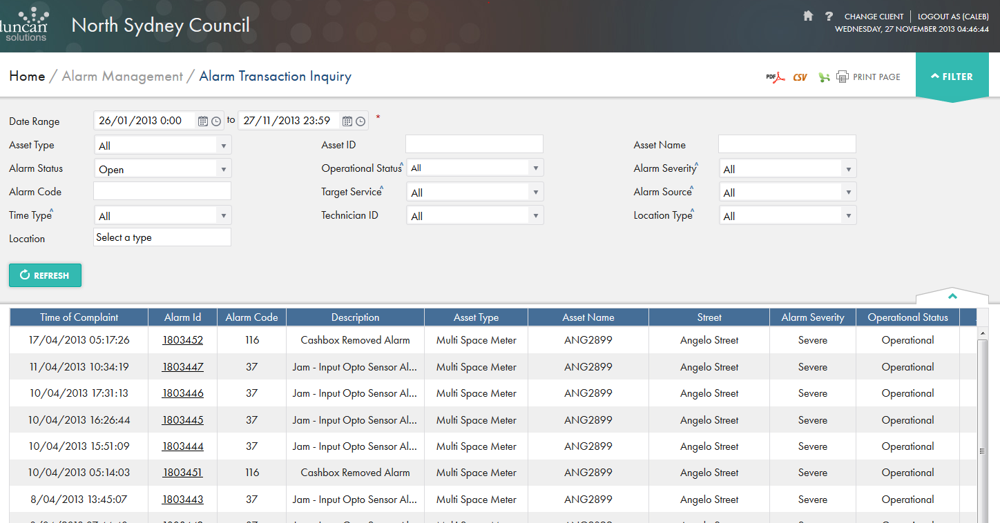 duncan solutions
North Sydney Council
? CHANGE CLIENT | LOGOUT AS (CALEB)
WEDNESDAY, 27 NOVEMBER 2013 04:46:44
Home / Alarm Management / Alarm Transaction Inquiry
PDF CSV PRINT PAGE FILTER
Date Range 26/01/2013 0:00 to 27/11/2013 23:59 *
Asset Type All Asset ID Asset Name
Alarm Status Open Operational Status^ All Alarm Severity^ All
Alarm Code Target Service^ All Alarm Source^ All
Time Type^ All Technician ID All Location Type^ All
Location Select a type
REFRESH
Time of Complaint Alarm Id Alarm Code Description Asset Type Asset Name Street Alarm Severity Operational Status
17/04/2013 05:17:26 1803452 116 Cashbox Removed Alarm Multi Space Meter ANG2899 Angelo Street Severe Operational
11/04/2013 10:34:19 1803447 37 Jam - Input Opto Sensor Al... Multi Space Meter ANG2899 Angelo Street Severe Operational
10/04/2013 17:31:13 1803446 37 Jam - Input Opto Sensor Al... Multi Space Meter ANG2899 Angelo Street Severe Operational
10/04/2013 16:26:44 1803445 37 Jam - Input Opto Sensor Al... Multi Space Meter ANG2899 Angelo Street Severe Operational
10/04/2013 15:51:09 1803444 37 Jam - Input Opto Sensor Al... Multi Space Meter ANG2899 Angelo Street Severe Operational
10/04/2013 05:14:03 1803451 116 Cashbox Removed Alarm Multi Space Meter ANG2899 Angelo Street Severe Operational
8/04/2013 13:45:07 1803443 37 Jam - Input Opto Sensor Al... Multi Space Meter ANG2899 Angelo Street Severe Operational